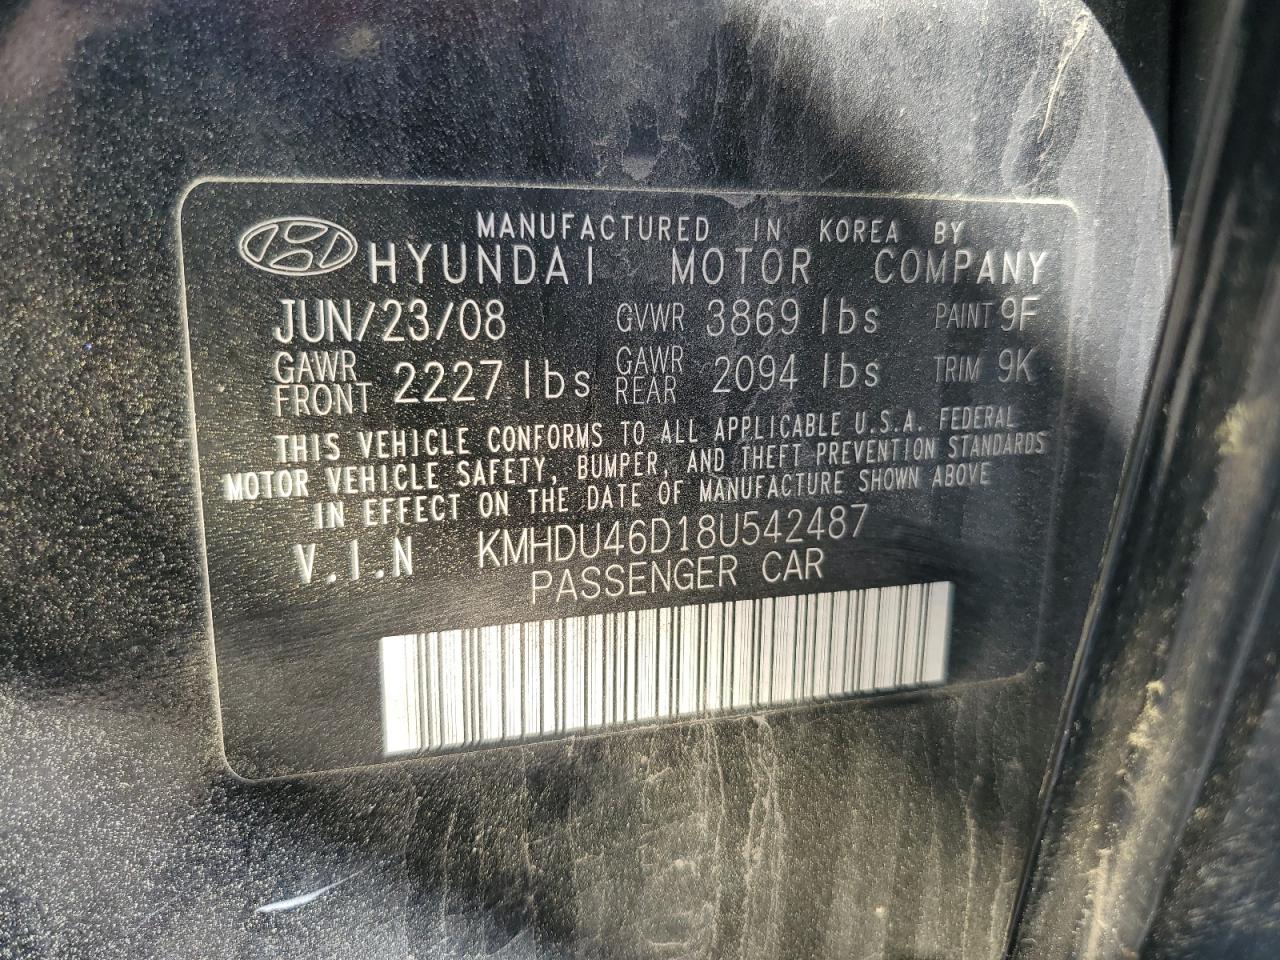 MANUFACTURED IN KOREA BY
HYUNDAI MOTOR COMPANY
JUN/23/08 GVWR 3869 lbs PAINT 9F
GAWR FRONT 2227 lbs GAWR REAR 2094 lbs TRIM 9K
THIS VEHICLE CONFORMS TO ALL APPLICABLE U.S.A. FEDERAL
MOTOR VEHICLE SAFETY, BUMPER, AND THEFT PREVENTION STANDARDS
IN EFFECT ON THE DATE OF MANUFACTURE SHOWN ABOVE
V.I.N KMHDU46D18U542487
PASSENGER CAR